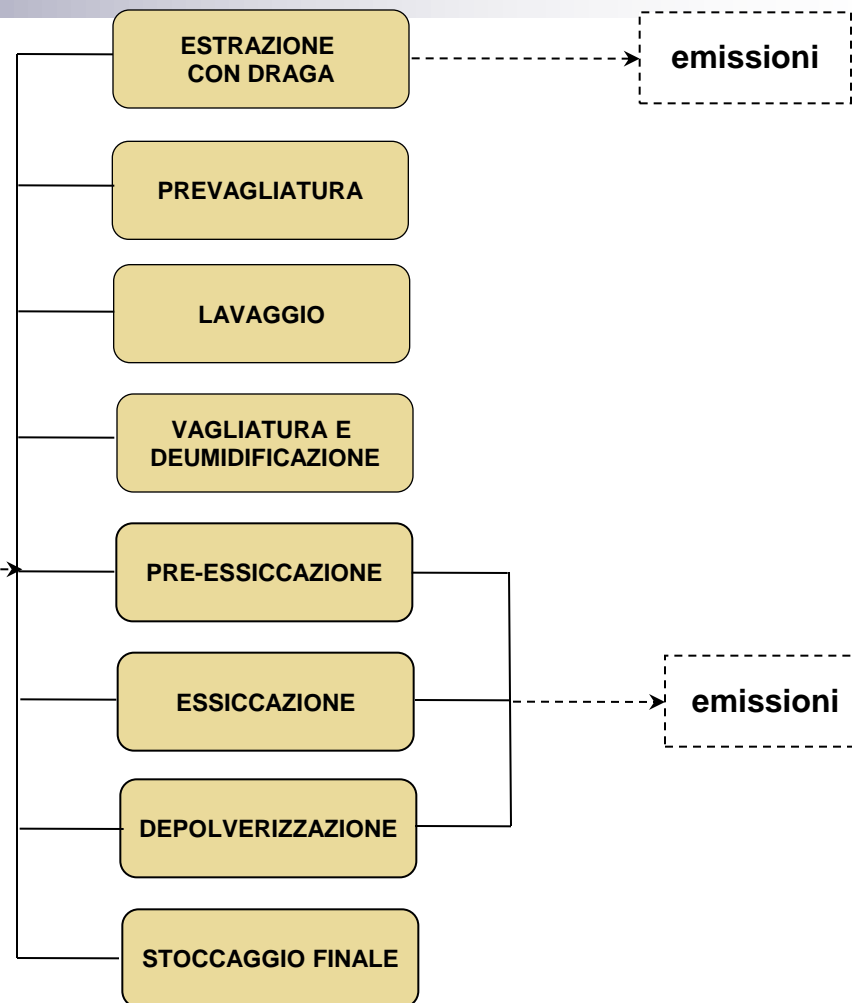 ESTRAZIONE
CON DRAGA
emissioni
PREVAGLIATURA
LAVAGGIO
VAGLIATURA E
DEUMIDIFICAZIONE
PRE-ESSICCAZIONE
ESSICCAZIONE
emissioni
DEPOLVERIZZAZIONE
STOCCAGGIO FINALE